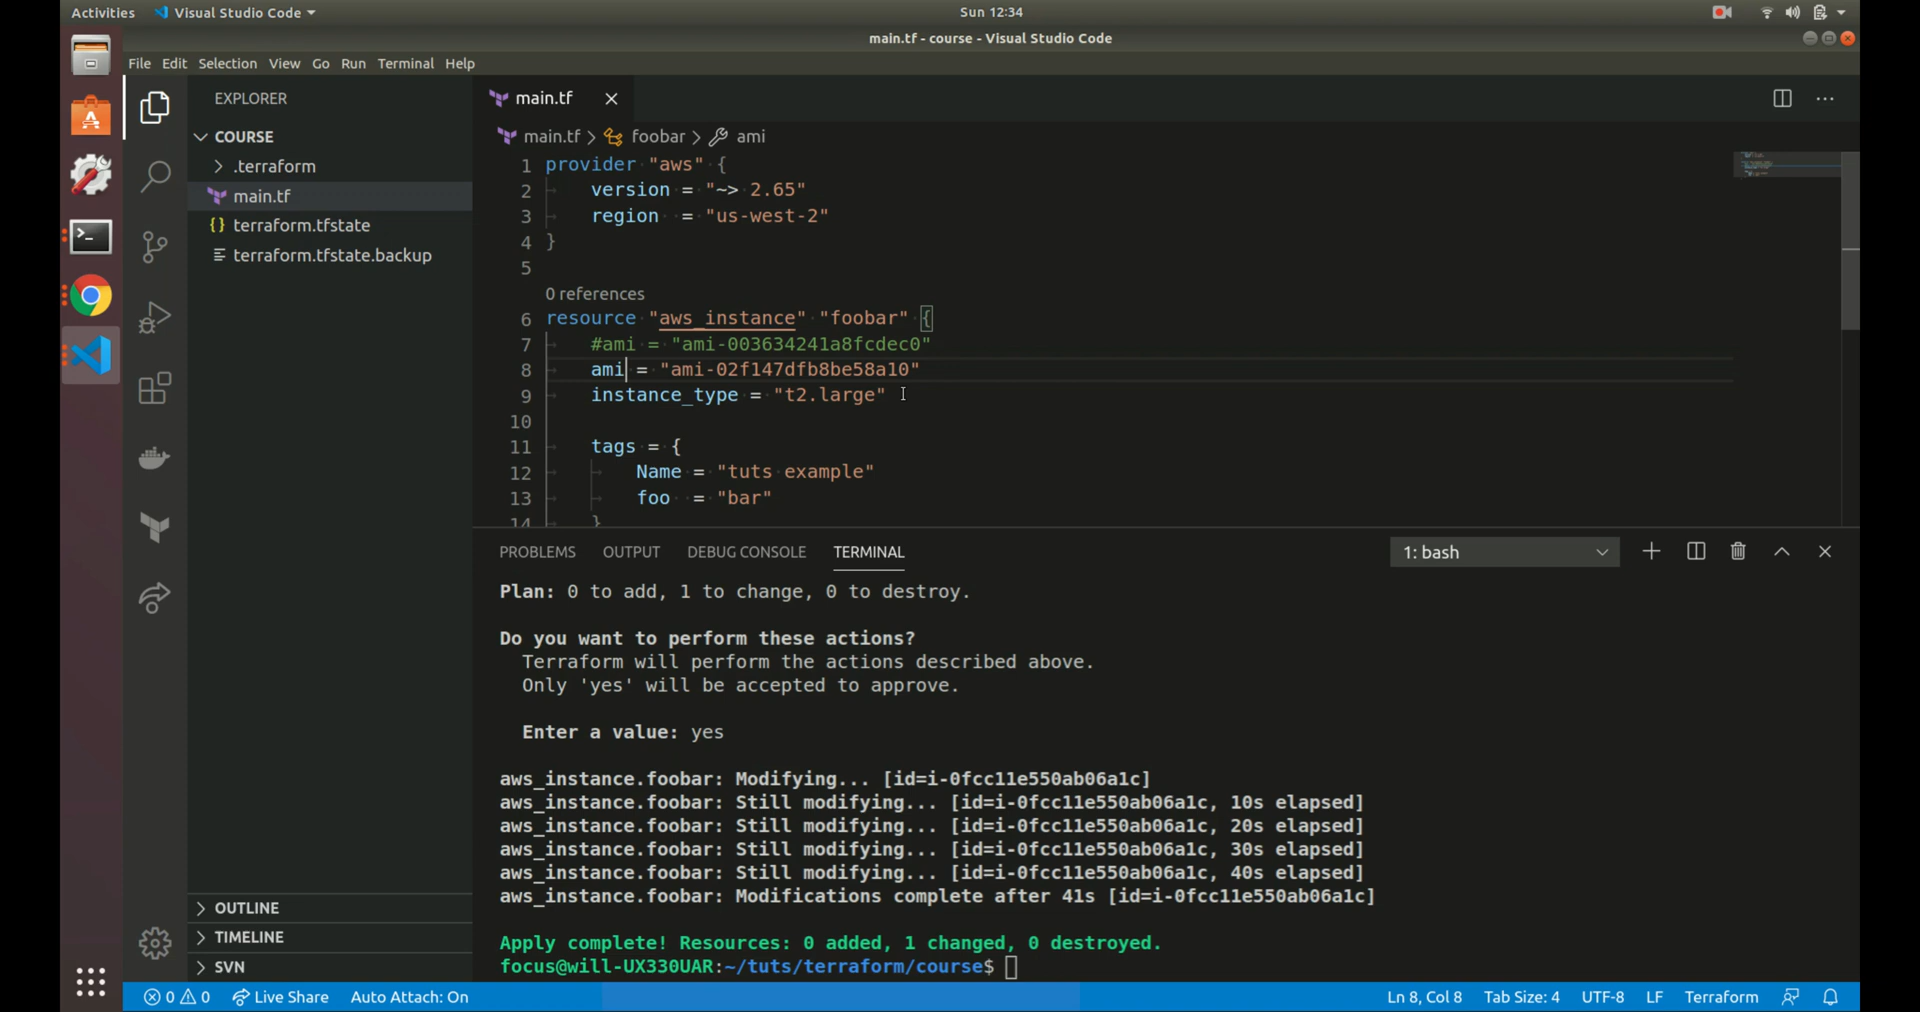 Activities Visual Studio Code Sun 12:34
main.tf - course - Visual Studio Code
File Edit Selection View Go Run Terminal Help
EXPLORER
COURSE
.terraform
main.tf
{} terraform.tfstate
terraform.tfstate.backup
OUTLINE
TIMELINE
SVN
main.tf
main.tf > foobar > ami
1 provider "aws" {
2 version = "~> 2.65"
3 region = "us-west-2"
4 }
5
0 references
6 resource "aws_instance" "foobar" {
7 #ami = "ami-003634241a8fcdec0"
8 ami = "ami-02f147dfb8be58a10"
9 instance_type = "t2.large"
10
11 tags = {
12 Name = "tuts example"
13 foo = "bar"
14 }
PROBLEMS OUTPUT DEBUG CONSOLE TERMINAL 1: bash
Plan: 0 to add, 1 to change, 0 to destroy.
Do you want to perform these actions?
Terraform will perform the actions described above.
Only 'yes' will be accepted to approve.
Enter a value: yes
aws_instance.foobar: Modifying... [id=i-0fcc11e550ab06a1c]
aws_instance.foobar: Still modifying... [id=i-0fcc11e550ab06a1c, 10s elapsed]
aws_instance.foobar: Still modifying... [id=i-0fcc11e550ab06a1c, 20s elapsed]
aws_instance.foobar: Still modifying... [id=i-0fcc11e550ab06a1c, 30s elapsed]
aws_instance.foobar: Still modifying... [id=i-0fcc11e550ab06a1c, 40s elapsed]
aws_instance.foobar: Modifications complete after 41s [id=i-0fcc11e550ab06a1c]
Apply complete! Resources: 0 added, 1 changed, 0 destroyed.
focus@will-UX330UAR:~/tuts/terraform/course$
0 0 Live Share Auto Attach: On Ln 8, Col 8 Tab Size: 4 UTF-8 LF Terraform